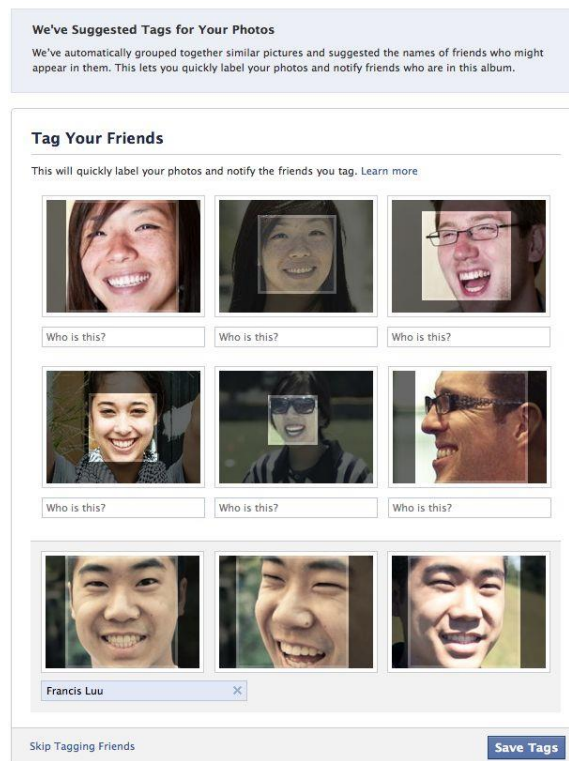 We've Suggested Tags for Your Photos
We've automatically grouped together similar pictures and suggested the names of friends who might
appear in them. This lets you quickly label your photos and notify friends who are in this album.
Tag Your Friends
This will quickly label your photos and notify the friends you tag. Learn more
Who is this? Who is this? Who is this?
Who is this? Who is this? Who is this?
Francis Luu ×
Skip Tagging Friends Save Tags